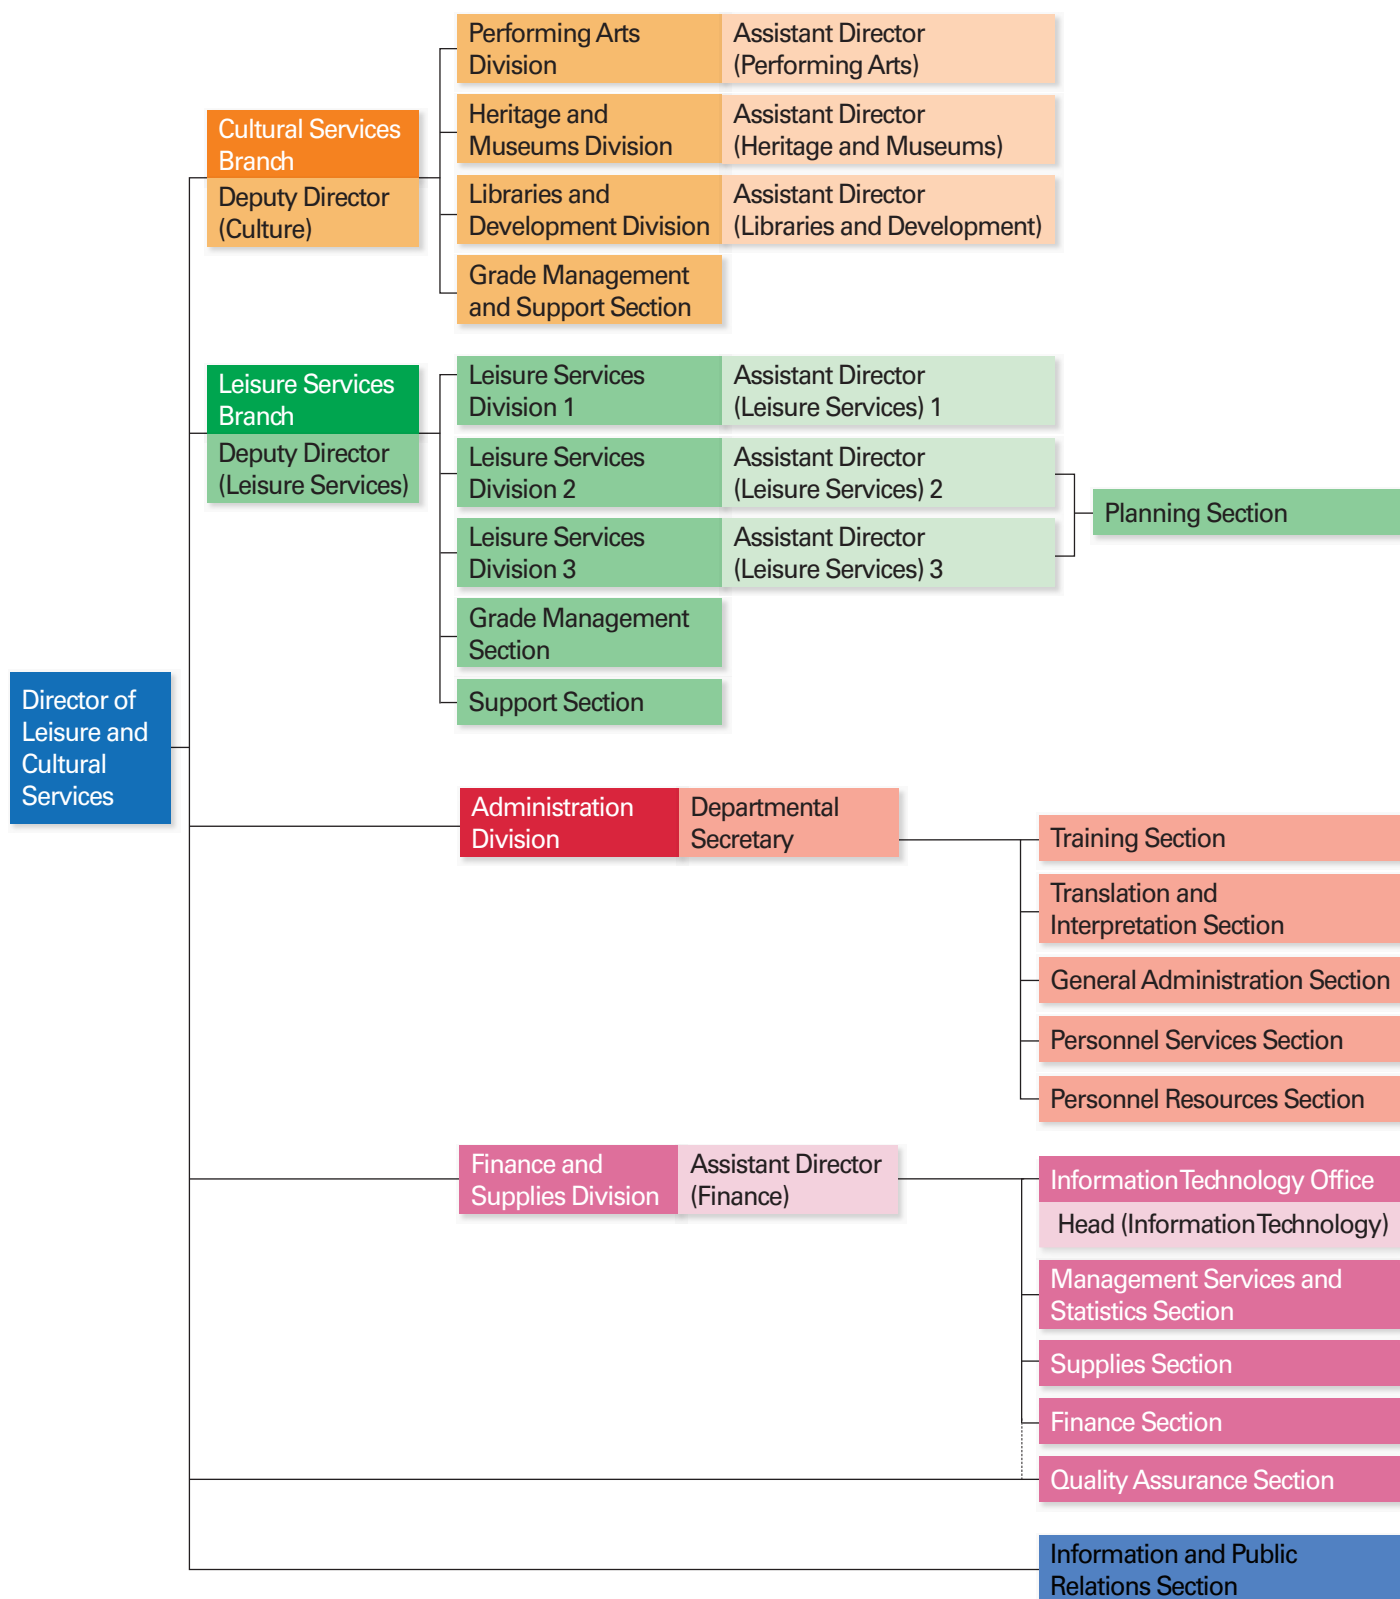 Performing Arts
Division
Assistant Director
(Performing Arts)
Cultural Services
Branch
Deputy Director
(Culture)
Heritage and
Museums Division
Assistant Director
(Heritage and Museums)
Libraries and
Development Division
Assistant Director
(Libraries and Development)
Grade Management
and Support Section
Leisure Services
Branch
Deputy Director
(Leisure Services)
Leisure Services
Division 1
Assistant Director
(Leisure Services) 1
Leisure Services
Division 2
Assistant Director
(Leisure Services) 2
Leisure Services
Division 3
Assistant Director
(Leisure Services) 3
Planning Section
Grade Management
Section
Support Section
Director of
Leisure and
Cultural
Services
Administration
Division
Departmental
Secretary
Training Section
Translation and
Interpretation Section
General Administration Section
Personnel Services Section
Personnel Resources Section
Finance and
Supplies Division
Assistant Director
(Finance)
Information Technology Office
Head (Information Technology)
Management Services and
Statistics Section
Supplies Section
Finance Section
Quality Assurance Section
Information and Public
Relations Section